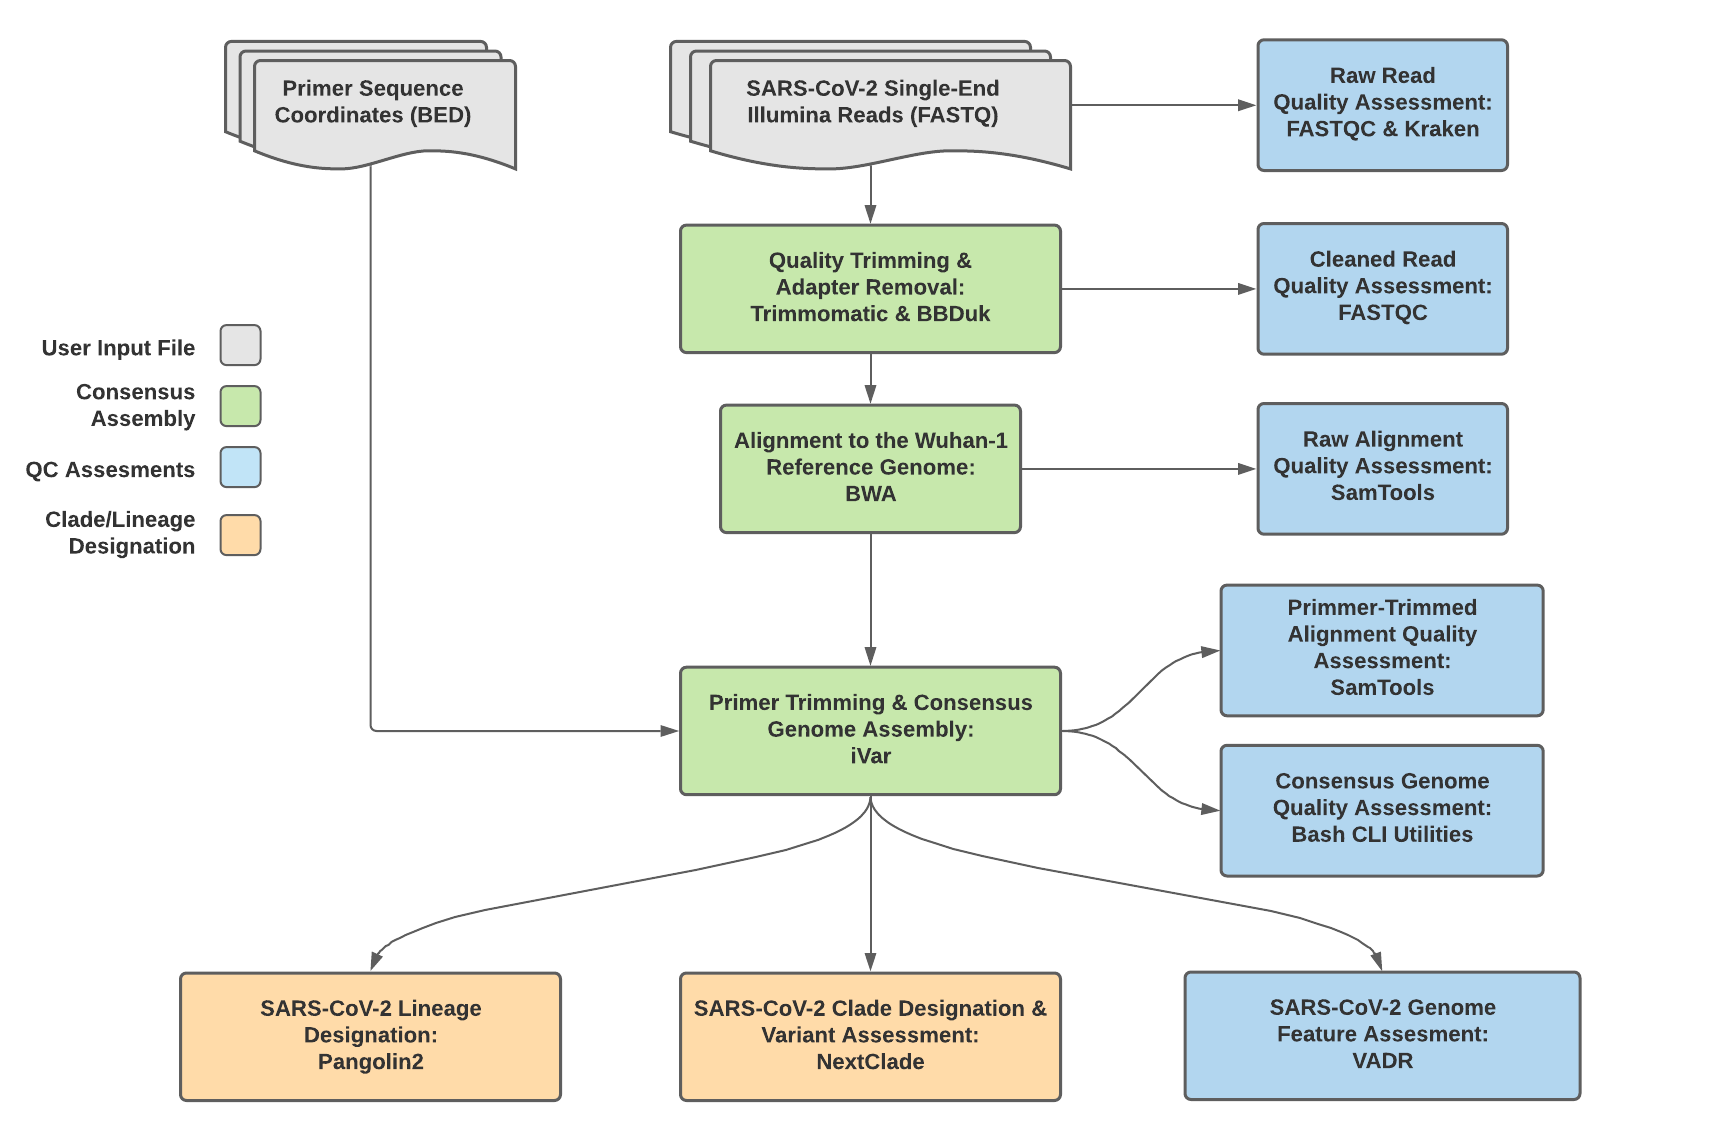 Primer Sequence
Coordinates (BED)
SARS-CoV-2 Single-End
Illumina Reads (FASTQ)
Raw Read
Quality Assessment:
FASTQC & Kraken
Quality Trimming &
Adapter Removal:
Trimmomatic & BBDuk
Cleaned Read
Quality Assessment:
FASTQC
User Input File
Consensus
Assembly
QC Assesments
Clade/Lineage
Designation
Alignment to the Wuhan-1
Reference Genome:
BWA
Raw Alignment
Quality Assessment:
SamTools
Primer Trimming & Consensus
Genome Assembly:
iVar
Primmer-Trimmed
Alignment Quality
Assessment:
SamTools
Consensus Genome
Quality Assessment:
Bash CLI Utilities
SARS-CoV-2 Lineage
Designation:
Pangolin2
SARS-CoV-2 Clade Designation &
Variant Assessment:
NextClade
SARS-CoV-2 Genome
Feature Assesment:
VADR